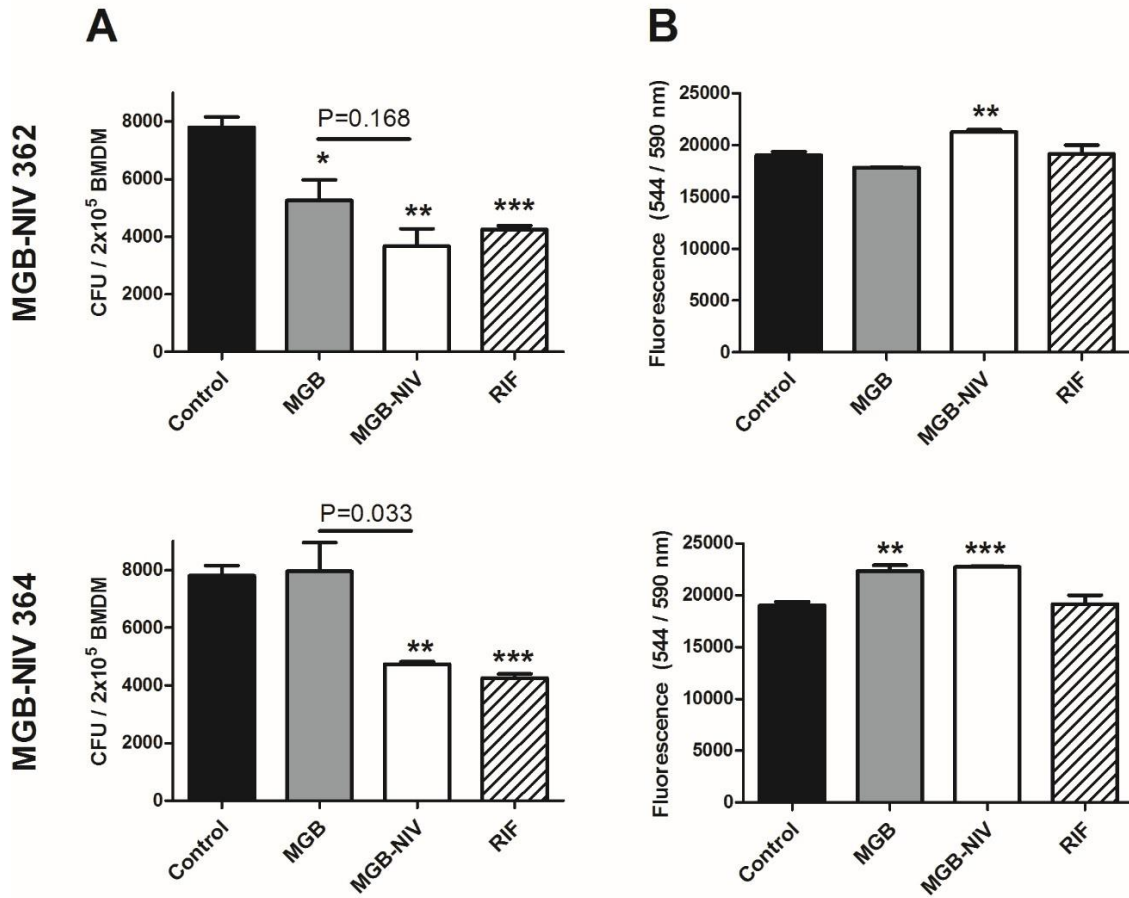 A
B
MGB-NIV 362
CFU / 2x10⁵ BMDM
8000
6000
4000
2000
0
P=0.168
*
**
***
Control
MGB
MGB-NIV
RIF
Fluorescence (544 / 590 nm)
25000
20000
15000
10000
5000
0
**
Control
MGB
MGB-NIV
RIF
MGB-NIV 364
CFU / 2x10⁵ BMDM
8000
6000
4000
2000
0
P=0.033
**
***
Control
MGB
MGB-NIV
RIF
Fluorescence (544 / 590 nm)
25000
20000
15000
10000
5000
0
**
***
Control
MGB
MGB-NIV
RIF